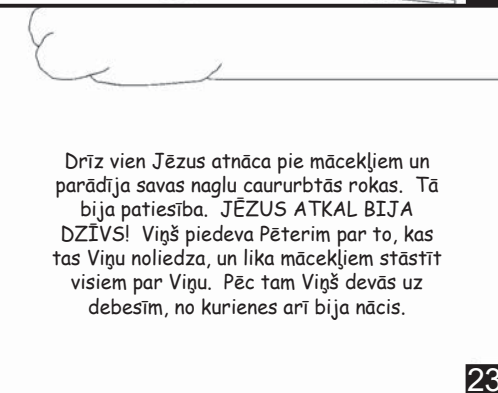 Drīz vien Jēzus atnāca pie mācekļiem un
parādīja savas naglu caururbtās rokas. Tā
bija patiesība. JĒZUS ATKAL BIJA
DZĪVS! Viņš piedeva Pēterim par to, kas
tas Viņu noliedza, un lika mācekļiem stāstīt
visiem par Viņu. Pēc tam Viņš devās uz
debesīm, no kurienes arī bija nācis.
23